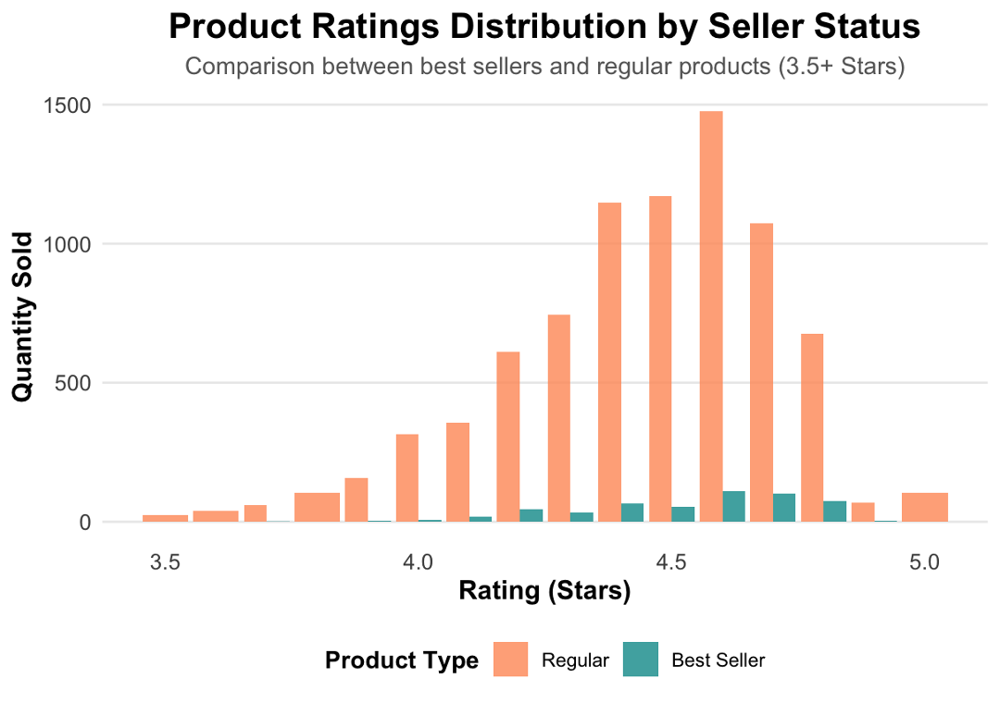 Product Ratings Distribution by Seller Status
Comparison between best sellers and regular products (3.5+ Stars)
Quantity Sold
1500
1000
500
0
3.5 4.0 4.5 5.0
Rating (Stars)
Product Type Regular Best Seller